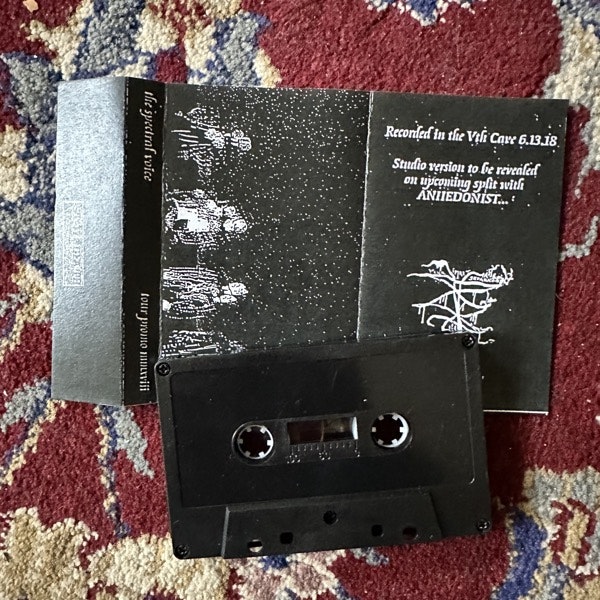 the spectral voice
tour promo mmxviii
Recorded in the Vth Cave 6.13.18
Studio version to be revealed
on upcoming split with
ANHEDONIST...